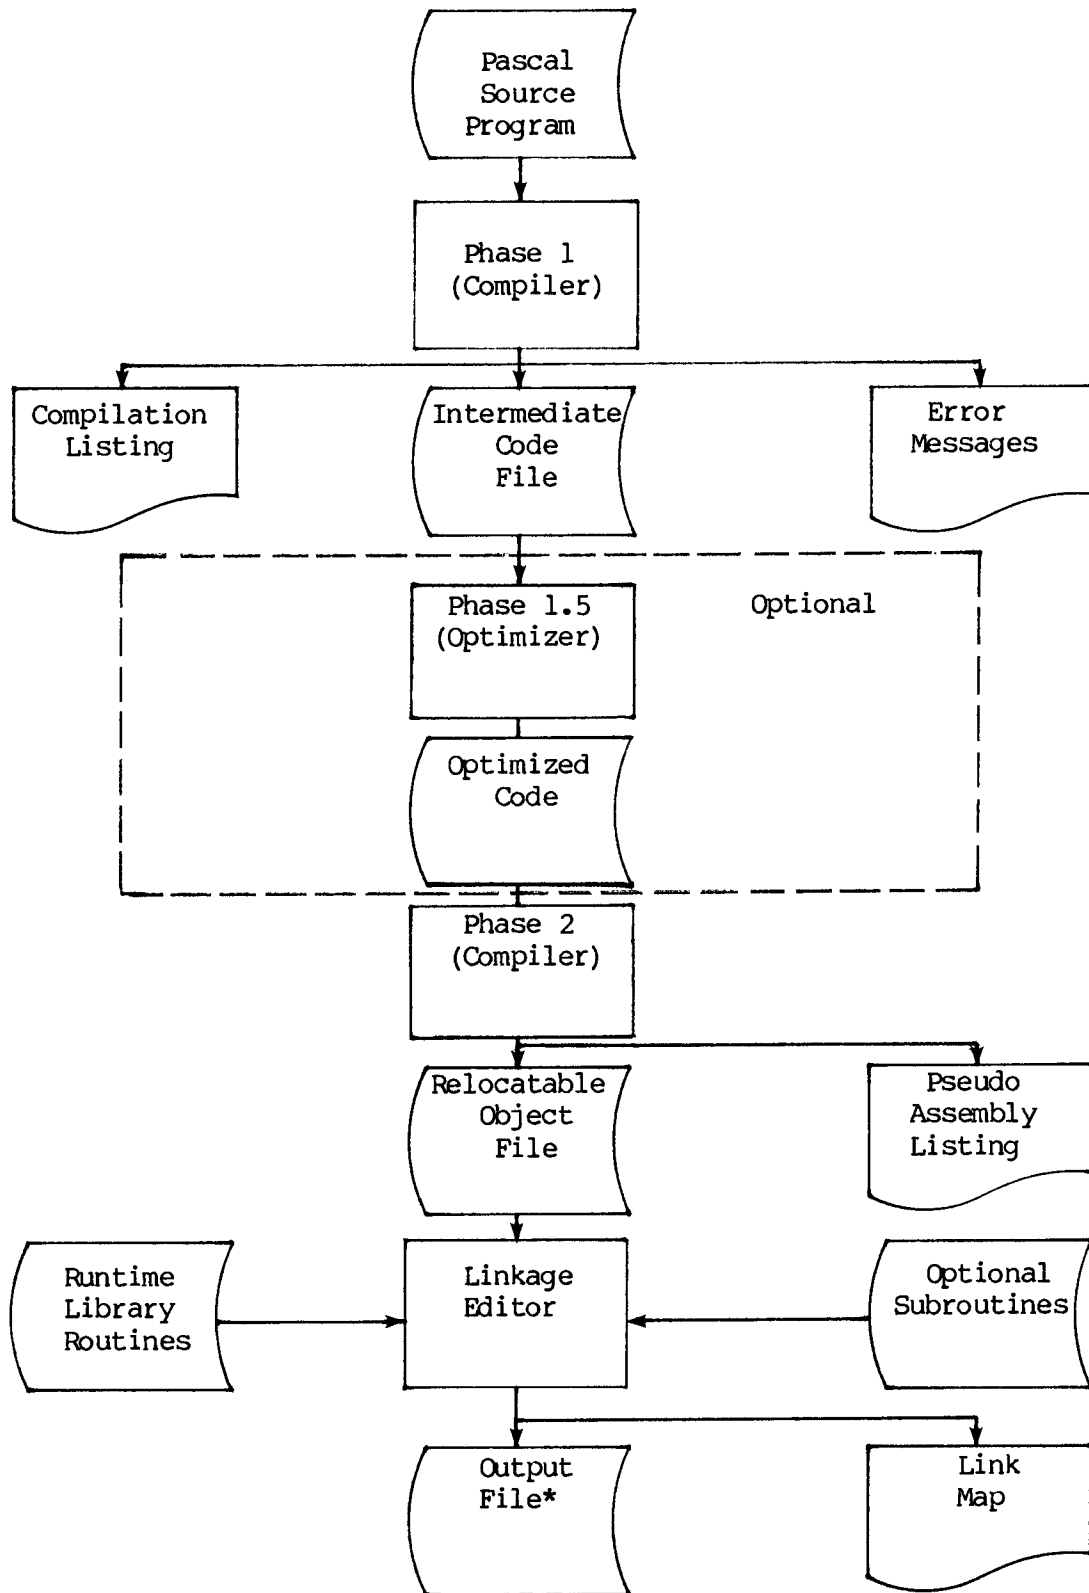 Pascal
Source
Program
Phase 1
(Compiler)
Compilation
Listing
Intermediate
Code
File
Error
Messages
Phase 1.5
(Optimizer)
Optional
Optimized
Code
Phase 2
(Compiler)
Relocatable
Object
File
Pseudo
Assembly
Listing
Runtime
Library
Routines
Linkage
Editor
Optional
Subroutines
Output
File*
Link
Map